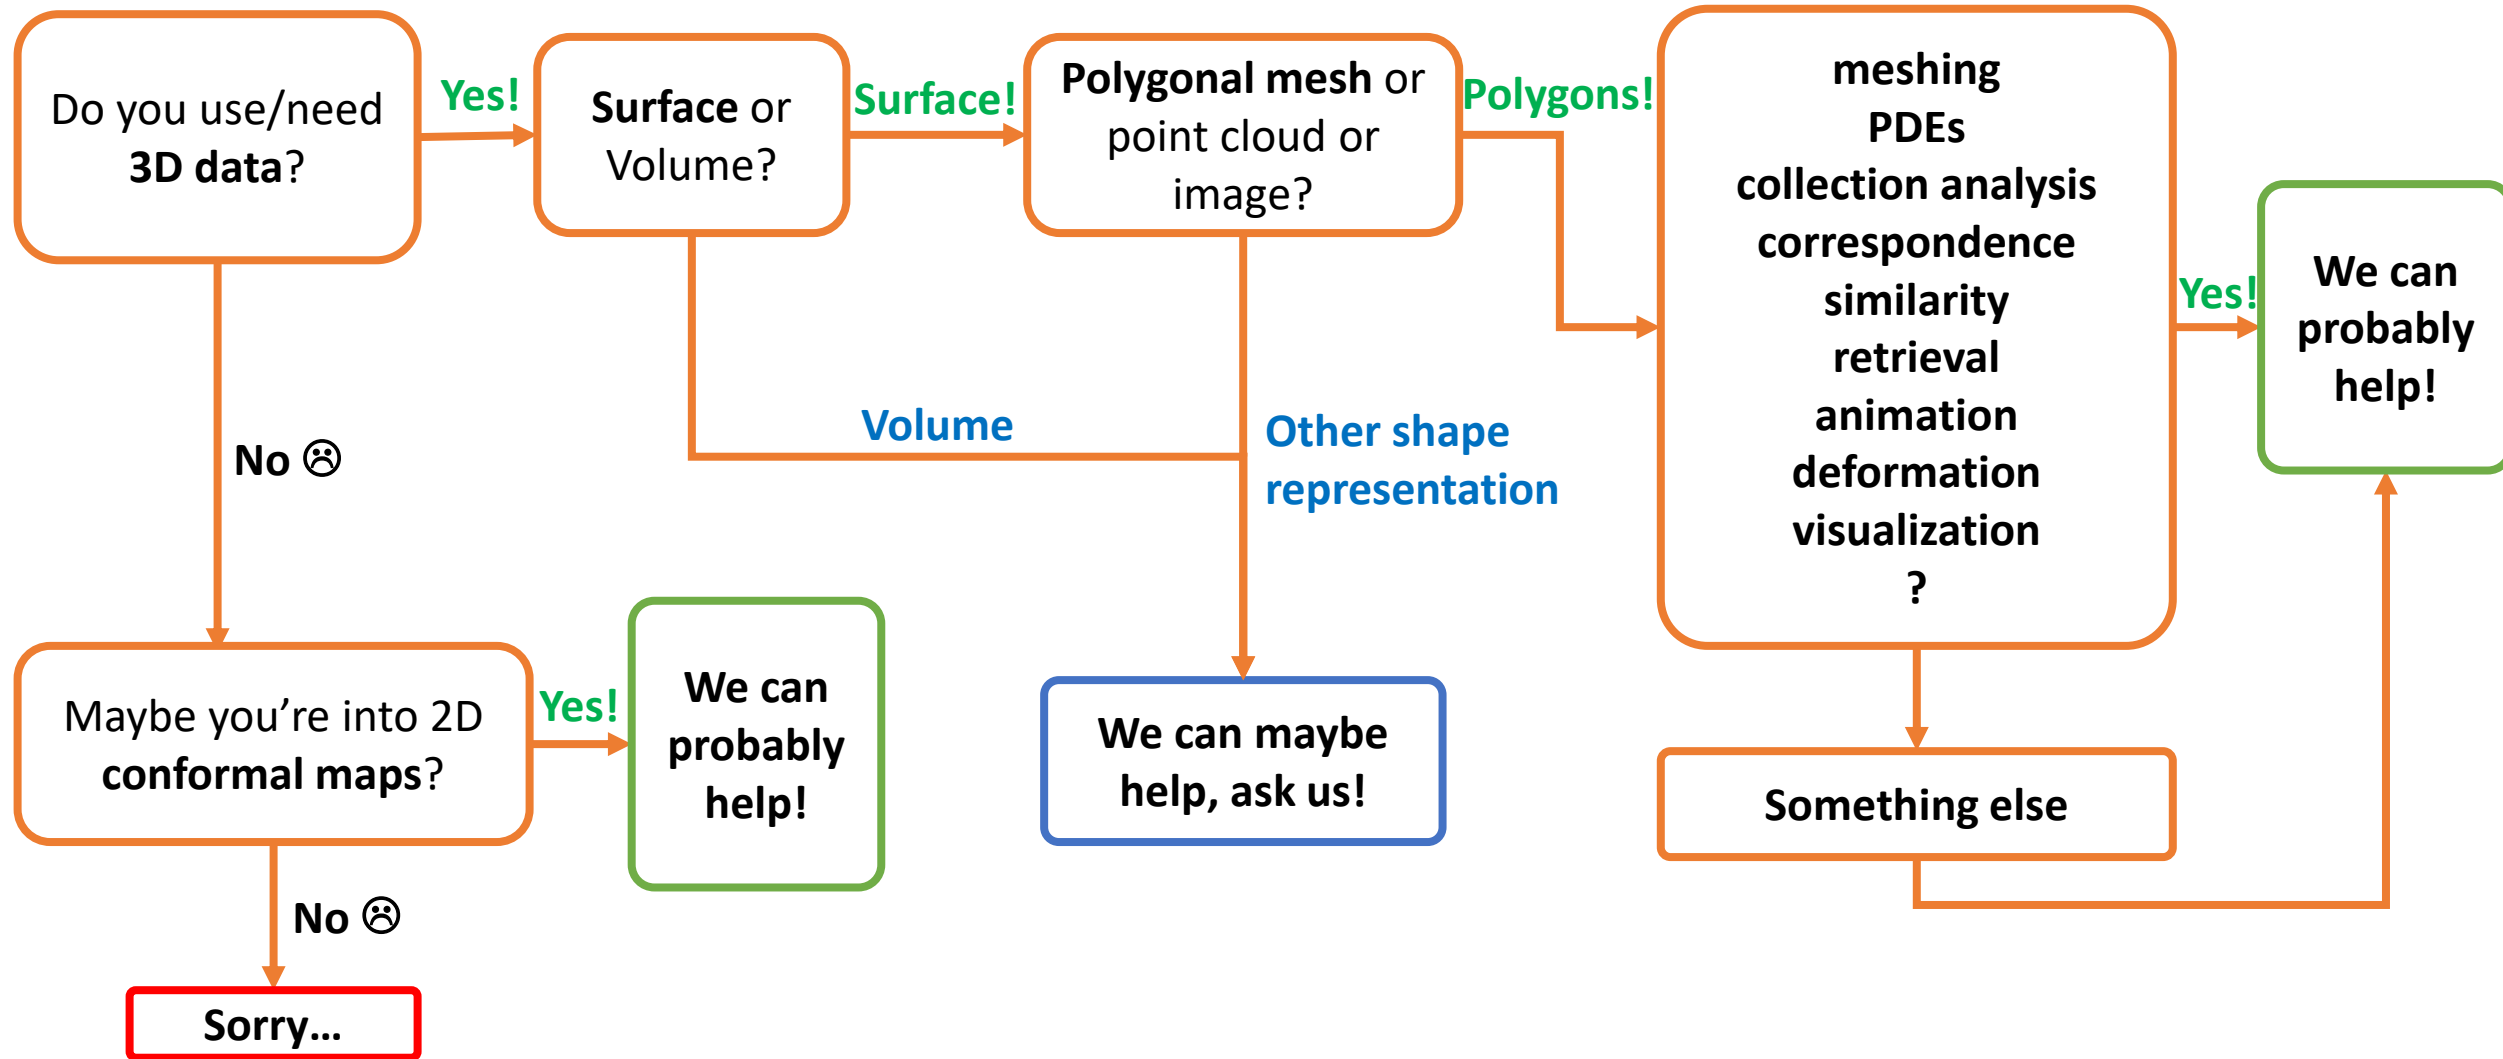 Do you use/need
3D data?
Yes!
Surface or
Volume?
Surface!
Polygonal mesh or
point cloud or
image?
Polygons!
meshing
PDEs
collection analysis
correspondence
similarity
retrieval
animation
deformation
visualization
?
Yes!
We can
probably
help!
No ☹
Volume
Other shape
representation
Maybe you’re into 2D
conformal maps?
Yes!
We can
probably
help!
We can maybe
help, ask us!
Something else
No ☹
Sorry…